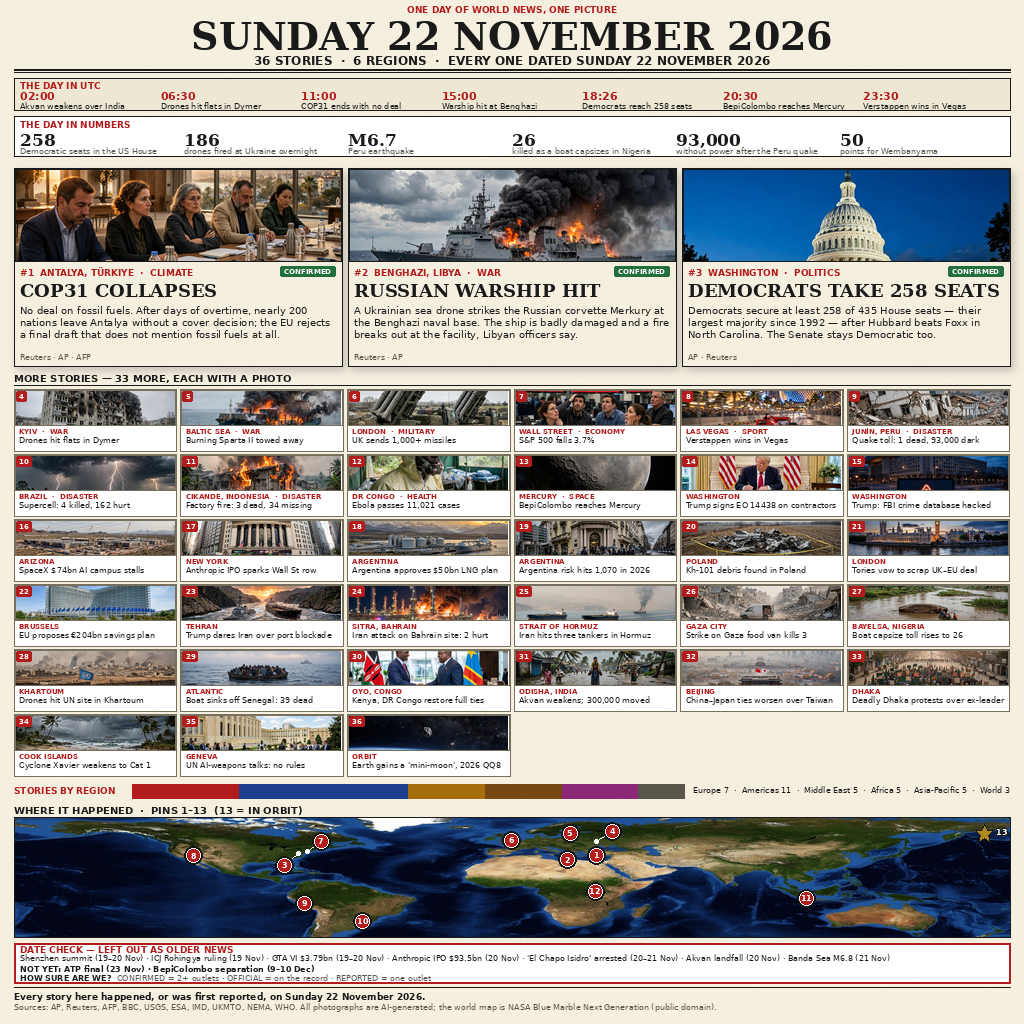 ONE DAY OF WORLD NEWS, ONE PICTURE
SUNDAY 22 NOVEMBER 2026
36 STORIES · 6 REGIONS · EVERY ONE DATED SUNDAY 22 NOVEMBER 2026
THE DAY IN UTC
02:00 06:30 11:00 15:00 18:26 20:30 23:30
Akvan weakens over India Drones hit flats in Dymer COP31 ends with no deal Warship hit at Benghazi Democrats reach 258 seats BepiColombo reaches Mercury Verstappen wins in Vegas
THE DAY IN NUMBERS
258 186 M6.7 26 93,000 50
Democratic seats in the US House drones fired at Ukraine overnight Peru earthquake killed as a boat capsizes in Nigeria without power after the Peru quake points for Wembanyama
#1 ANTALYA, TÜRKIYE · CLIMATE CONFIRMED
COP31 COLLAPSES
No deal on fossil fuels. After days of overtime, nearly 200
nations leave Antalya without a cover decision; the EU rejects
a final draft that does not mention fossil fuels at all.
Reuters · AP · AFP
#2 BENGHAZI, LIBYA · WAR CONFIRMED
RUSSIAN WARSHIP HIT
A Ukrainian sea drone strikes the Russian corvette Merkury at
the Benghazi naval base. The ship is badly damaged and a fire
breaks out at the facility, Libyan officers say.
Reuters · AP
#3 WASHINGTON · POLITICS CONFIRMED
DEMOCRATS TAKE 258 SEATS
Democrats secure at least 258 of 435 House seats — their
largest majority since 1992 — after Hubbard beats Foxx in
North Carolina. The Senate stays Democratic too.
AP · Reuters
MORE STORIES — 33 MORE, EACH WITH A PHOTO
4
KYIV · WAR
Drones hit flats in Dymer
5
BALTIC SEA · WAR
Burning Sparta II towed away
6
LONDON · MILITARY
UK sends 1,000+ missiles
7
WALL STREET · ECONOMY
S&P 500 falls 3.7%
8
LAS VEGAS · SPORT
Verstappen wins in Vegas
9
JUNÍN, PERU · DISASTER
Quake toll: 1 dead, 93,000 dark
10
BRAZIL · DISASTER
Supercell: 4 killed, 162 hurt
11
CIKANDE, INDONESIA · DISASTER
Factory fire: 3 dead, 34 missing
12
DR CONGO · HEALTH
Ebola passes 11,021 cases
13
MERCURY · SPACE
BepiColombo reaches Mercury
14
WASHINGTON
Trump signs EO 14438 on contractors
15
WASHINGTON
Trump: FBI crime database hacked
16
ARIZONA
SpaceX $74bn AI campus stalls
17
NEW YORK
Anthropic IPO sparks Wall St row
18
ARGENTINA
Argentina approves $50bn LNG plan
19
ARGENTINA
Argentina risk hits 1,070 in 2026
20
POLAND
Kh-101 debris found in Poland
21
LONDON
Tories vow to scrap UK–EU deal
22
BRUSSELS
EU proposes €204bn savings plan
23
TEHRAN
Trump dares Iran over port blockade
24
SITRA, BAHRAIN
Iran attack on Bahrain site: 2 hurt
25
STRAIT OF HORMUZ
Iran hits three tankers in Hormuz
26
GAZA CITY
Strike on Gaza food van kills 3
27
BAYELSA, NIGERIA
Boat capsize toll rises to 26
28
KHARTOUM
Drones hit UN site in Khartoum
29
ATLANTIC
Boat sinks off Senegal: 39 dead
30
OYO, CONGO
Kenya, DR Congo restore full ties
31
ODISHA, INDIA
Akvan weakens; 300,000 moved
32
BEIJING
China–Japan ties worsen over Taiwan
33
DHAKA
Deadly Dhaka protests over ex-leader
34
COOK ISLANDS
Cyclone Xavier weakens to Cat 1
35
GENEVA
UN AI-weapons talks: no rules
36
ORBIT
Earth gains a 'mini-moon', 2026 QQ8
STORIES BY REGION Europe 7 · Americas 11 · Middle East 5 · Africa 5 · Asia-Pacific 5 · World 3
WHERE IT HAPPENED · PINS 1–13 (13 = IN ORBIT)
8 3 7 6 5 4 2 1 13
9 10 12 11
DATE CHECK — LEFT OUT AS OLDER NEWS
Shenzhen summit (19–20 Nov) · ICJ Rohingya ruling (19 Nov) · GTA VI $3.79bn (19–20 Nov) · Anthropic IPO $93.5bn (20 Nov) · 'El Chapo Isidro' arrested (20–21 Nov) · Akvan landfall (20 Nov) · Banda Sea M6.8 (21 Nov)
NOT YET: ATP final (23 Nov) · BepiColombo separation (9–10 Dec)
HOW SURE ARE WE? CONFIRMED = 2+ outlets · OFFICIAL = on the record · REPORTED = one outlet
Every story here happened, or was first reported, on Sunday 22 November 2026.
Sources: AP, Reuters, AFP, BBC, USGS, ESA, IMD, UKMTO, NEMA, WHO. All photographs are AI-generated; the world map is NASA Blue Marble Next Generation (public domain).